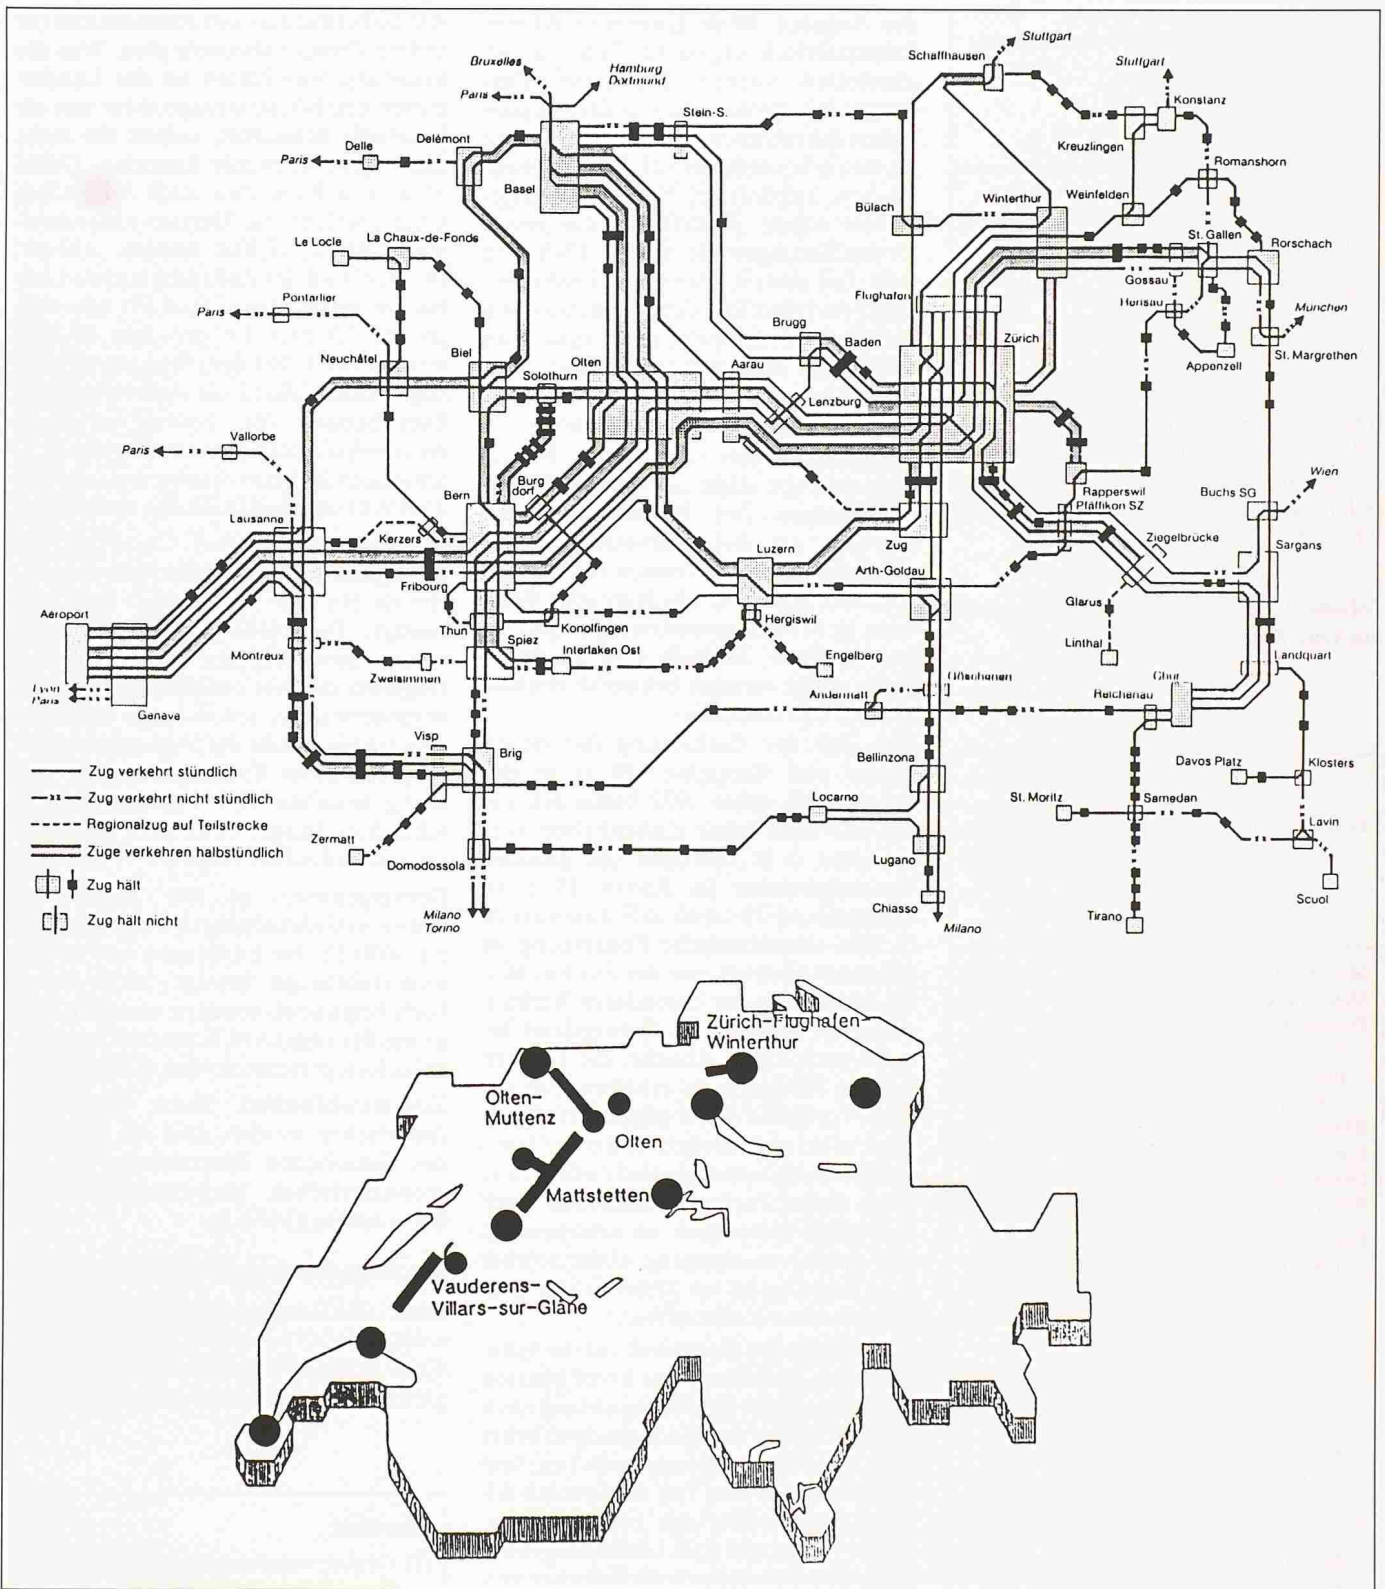 Stuttgart
Schaffhausen
Bruxelles
Hamburg
Dortmund
Stuttgart
Paris
Konstanz
Stein-S.
Delémont
Delle
Paris
Kreuzlingen
Romanshorn
Basel
Weinfelden
Bülach
Winterthur
Le Locle
La Chaux-de-Fonds
St. Gallen
Rorschach
Gossau
Flughafen
Herisau
Paris
Pontarlier
München
Brugg
Baden
Zürich
Neuchâtel
Biel
Olten
Aarau
St. Margrethen
Solothurn
Appenzell
Lenzburg
Vallorbe
Paris
Wien
Burg
dorf
Bern
Rapperswil
Buchs SG
Pfäffikon SZ
Lausanne
Kerzers
Zug
Ziegelbrücke
Luzern
Sargans
Fribourg
Arth-Goldau
Aéroport
Glarus
Thun
Konolfingen
Hergiswil
Spiez
Linthal
Montreux
Interlaken Ost
Engelberg
Landquart
Zweisimmen
Göschenen
Chur
Lyon
Paris
Andermatt
Reichenau
Genève
Visp
Brig
Bellinzona
Davos Platz
Klosters
Zug verkehrt stündlich
Zug verkehrt nicht stündlich
Locarno
St. Moritz
Samedan
Regionalzug auf Teilstrecke
Lavin
Zermatt
Züge verkehren halbstündlich
Domodossola
Lugano
Zug hält
Scuol
Chiasso
Zug hält nicht
Milano
Torino
Milano
Tirano
Zürich-Flughafen-
Winterthur
Olten-
Muttenz
Olten
Mattstetten
Vauderens-
Villars-sur-Glâne